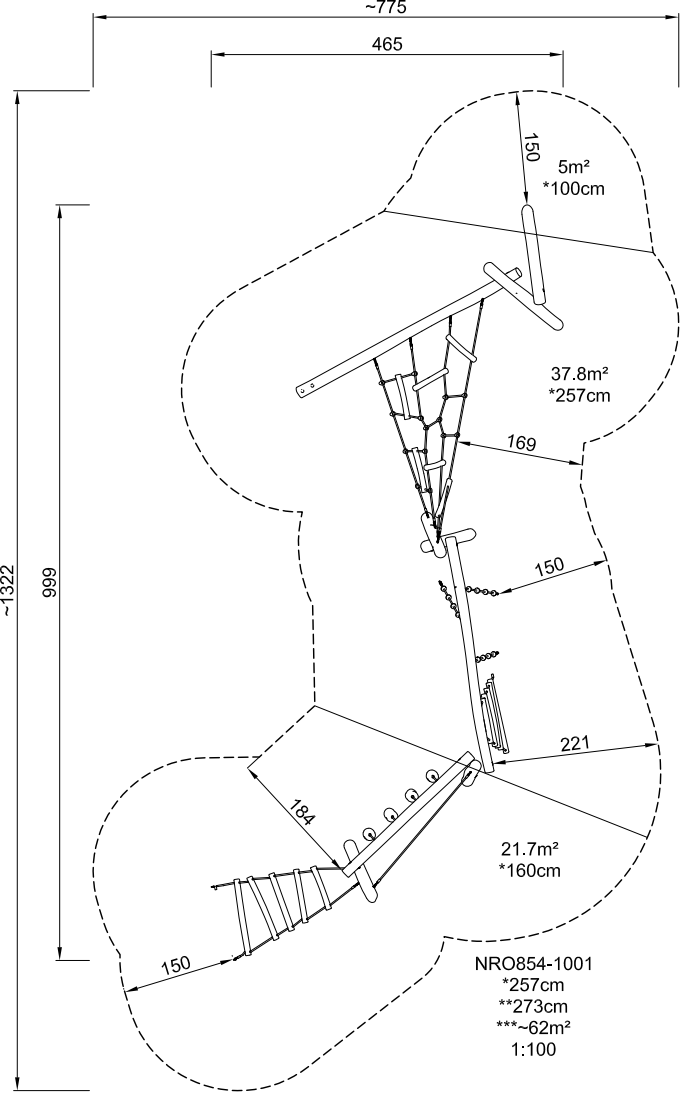 ~775
465
150
5m²
*100cm
37.8m²
*257cm
169
~1322
999
150
221
184
21.7m²
*160cm
150
NRO854-1001
*257cm
**273cm
***~62m²
1:100